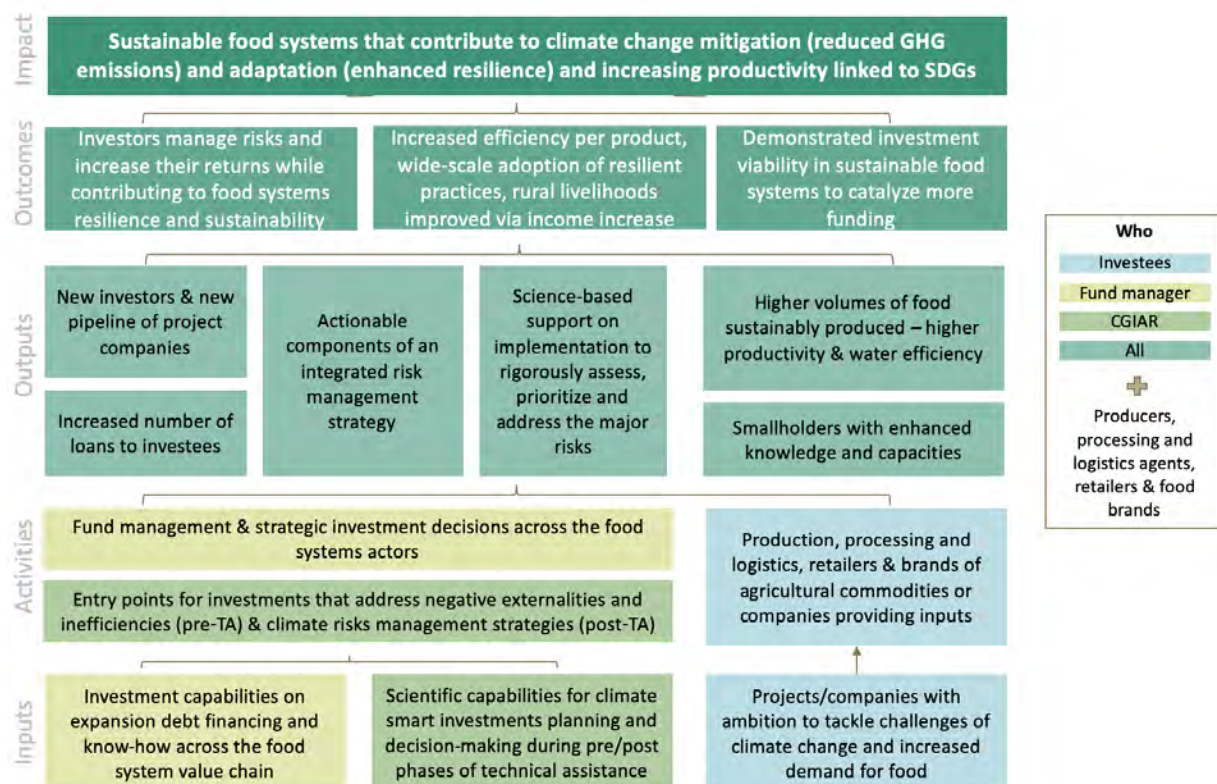 Impact
Sustainable food systems that contribute to climate change mitigation (reduced GHG
emissions) and adaptation (enhanced resilience) and increasing productivity linked to SDGs
Outcomes
Investors manage risks and
increase their returns while
contributing to food systems
resilience and sustainability
Increased efficiency per product,
wide-scale adoption of resilient
practices, rural livelihoods
improved via income increase
Demonstrated investment
viability in sustainable food
systems to catalyze more
funding
Outputs
New investors & new
pipeline of project
companies
Increased number of
loans to investees
Actionable
components of an
integrated risk
management
strategy
Science-based
support on
implementation to
rigorously assess,
prioritize and
address the major
risks
Higher volumes of food
sustainably produced – higher
productivity & water efficiency
Smallholders with enhanced
knowledge and capacities
Activities
Fund management & strategic investment decisions across the food
systems actors
Entry points for investments that address negative externalities and
inefficiencies (pre-TA) & climate risks management strategies (post-TA)
Production, processing and
logistics, retailers & brands of
agricultural commodities or
companies providing inputs
Inputs
Investment capabilities on
expansion debt financing and
know-how across the food
system value chain
Scientific capabilities for climate
smart investments planning and
decision-making during pre/post
phases of technical assistance
Projects/companies with
ambition to tackle challenges of
climate change and increased
demand for food
Who
Investees
Fund manager
CGIAR
All
Producers,
processing and
logistics agents,
retailers & food
brands